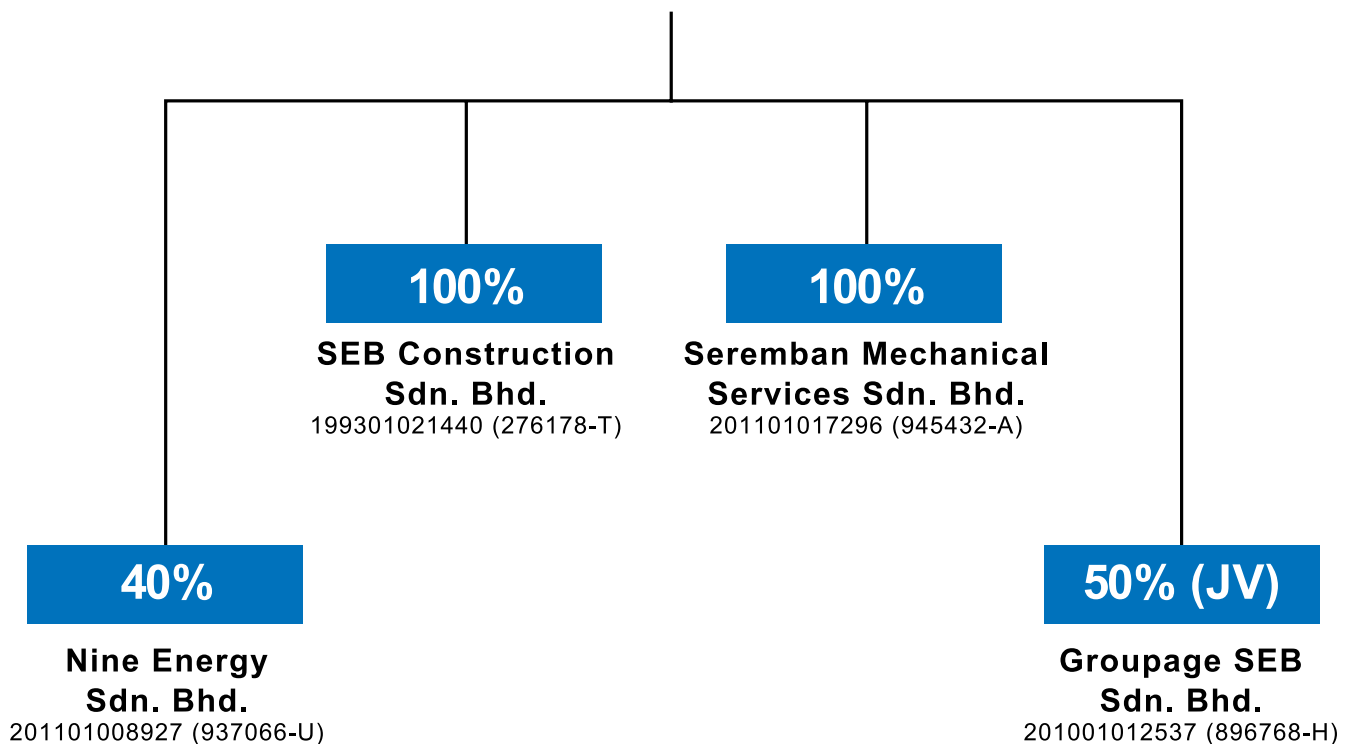 100%
SEB Construction
Sdn. Bhd.
199301021440 (276178-T)
100%
Seremban Mechanical
Services Sdn. Bhd.
201101017296 (945432-A)
40%
Nine Energy
Sdn. Bhd.
201101008927 (937066-U)
50% (JV)
Groupage SEB
Sdn. Bhd.
201001012537 (896768-H)